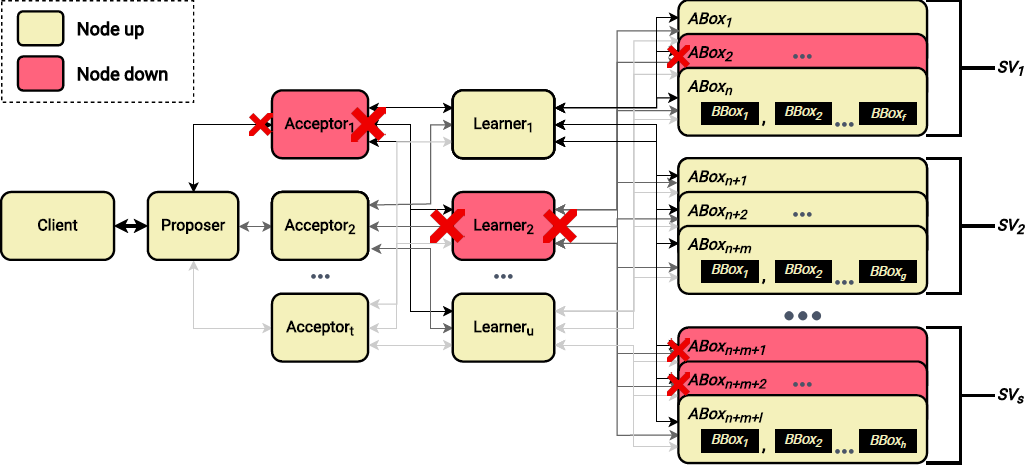 Node up
Node down
Client
Proposer
Acceptor1
Acceptor2
...
Acceptort
Learner1
Learner2
...
Learneru
ABox1
ABox2 ...
ABoxn
BBox1 , BBox2 ... BBoxf
SV1
ABoxn+1
ABoxn+2 ...
ABoxn+m
BBox1 , BBox2 ... BBoxg
SV2
...
ABoxn+m+1
ABoxn+m+2 ...
ABoxn+m+l
BBox1 , BBox2 ... BBoxh
SVs